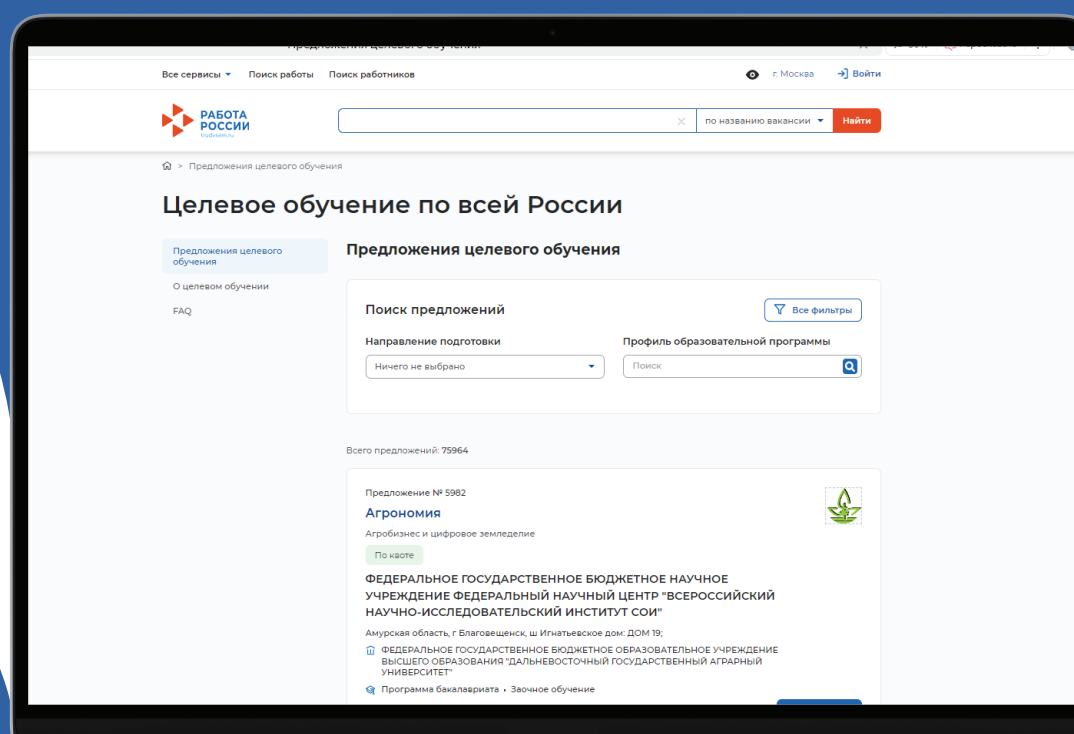 Все сервисы Поиск работы Поиск работников г. Москва Войти
РАБОТА
РОССИИ
trudvsem.ru
по названию вакансии Найти
> Предложения целевого обучения
Целевое обучение по всей России
Предложения целевого
обучения
О целевом обучении
FAQ
Предложения целевого обучения
Поиск предложений Все фильтры
Направление подготовки Профиль образовательной программы
Ничего не выбрано Поиск
Всего предложений: 75964
Предложение № 5982
Агрономия
Агробизнес и цифровое земледелие
По квоте
ФЕДЕРАЛЬНОЕ ГОСУДАРСТВЕННОЕ БЮДЖЕТНОЕ НАУЧНОЕ
УЧРЕЖДЕНИЕ ФЕДЕРАЛЬНЫЙ НАУЧНЫЙ ЦЕНТР "ВСЕРОССИЙСКИЙ
НАУЧНО-ИССЛЕДОВАТЕЛЬСКИЙ ИНСТИТУТ СОИ"
Амурская область, г Благовещенск, ш Игнатьевское дом: ДОМ 19;
ФЕДЕРАЛЬНОЕ ГОСУДАРСТВЕННОЕ БЮДЖЕТНОЕ ОБРАЗОВАТЕЛЬНОЕ УЧРЕЖДЕНИЕ
ВЫСШЕГО ОБРАЗОВАНИЯ "ДАЛЬНЕВОСТОЧНЫЙ ГОСУДАРСТВЕННЫЙ АГРАРНЫЙ
УНИВЕРСИТЕТ"
Программа бакалавриата • Заочное обучение